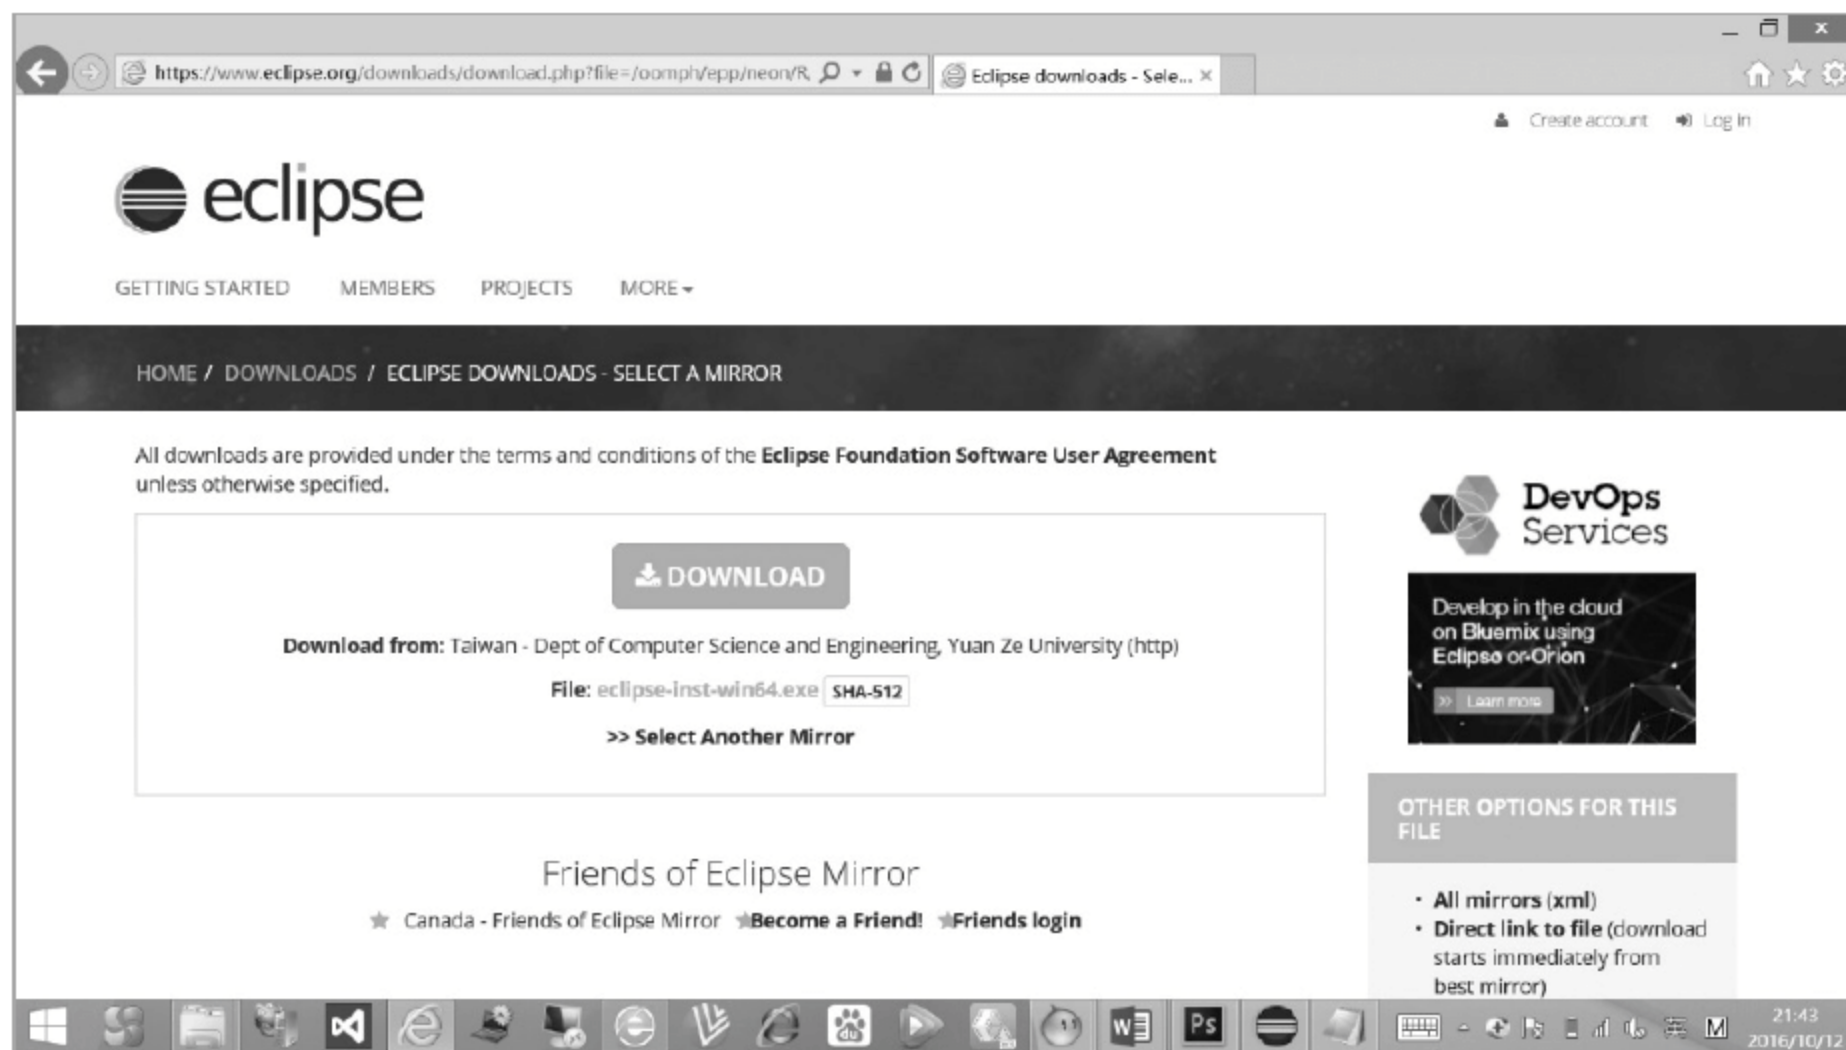 https://www.eclipse.org/downloads/download.php?file=/oomph/epp/neon/R
Eclipse downloads - Sele...
Create account Log in
eclipse
GETTING STARTED MEMBERS PROJECTS MORE
HOME / DOWNLOADS / ECLIPSE DOWNLOADS - SELECT A MIRROR
All downloads are provided under the terms and conditions of the Eclipse Foundation Software User Agreement
unless otherwise specified.
DOWNLOAD
Download from: Taiwan - Dept of Computer Science and Engineering, Yuan Ze University (http)
File: eclipse-inst-win64.exe SHA-512
>> Select Another Mirror
Friends of Eclipse Mirror
Canada - Friends of Eclipse Mirror Become a Friend! Friends login
DevOps
Services
Develop in the cloud
on Bluemix using
Eclipse or Orion
>> Learn more
OTHER OPTIONS FOR THIS
FILE
• All mirrors (xml)
• Direct link to file (download
starts immediately from
best mirror)
du
W
Ps
英
M
21:43
2016/10/12